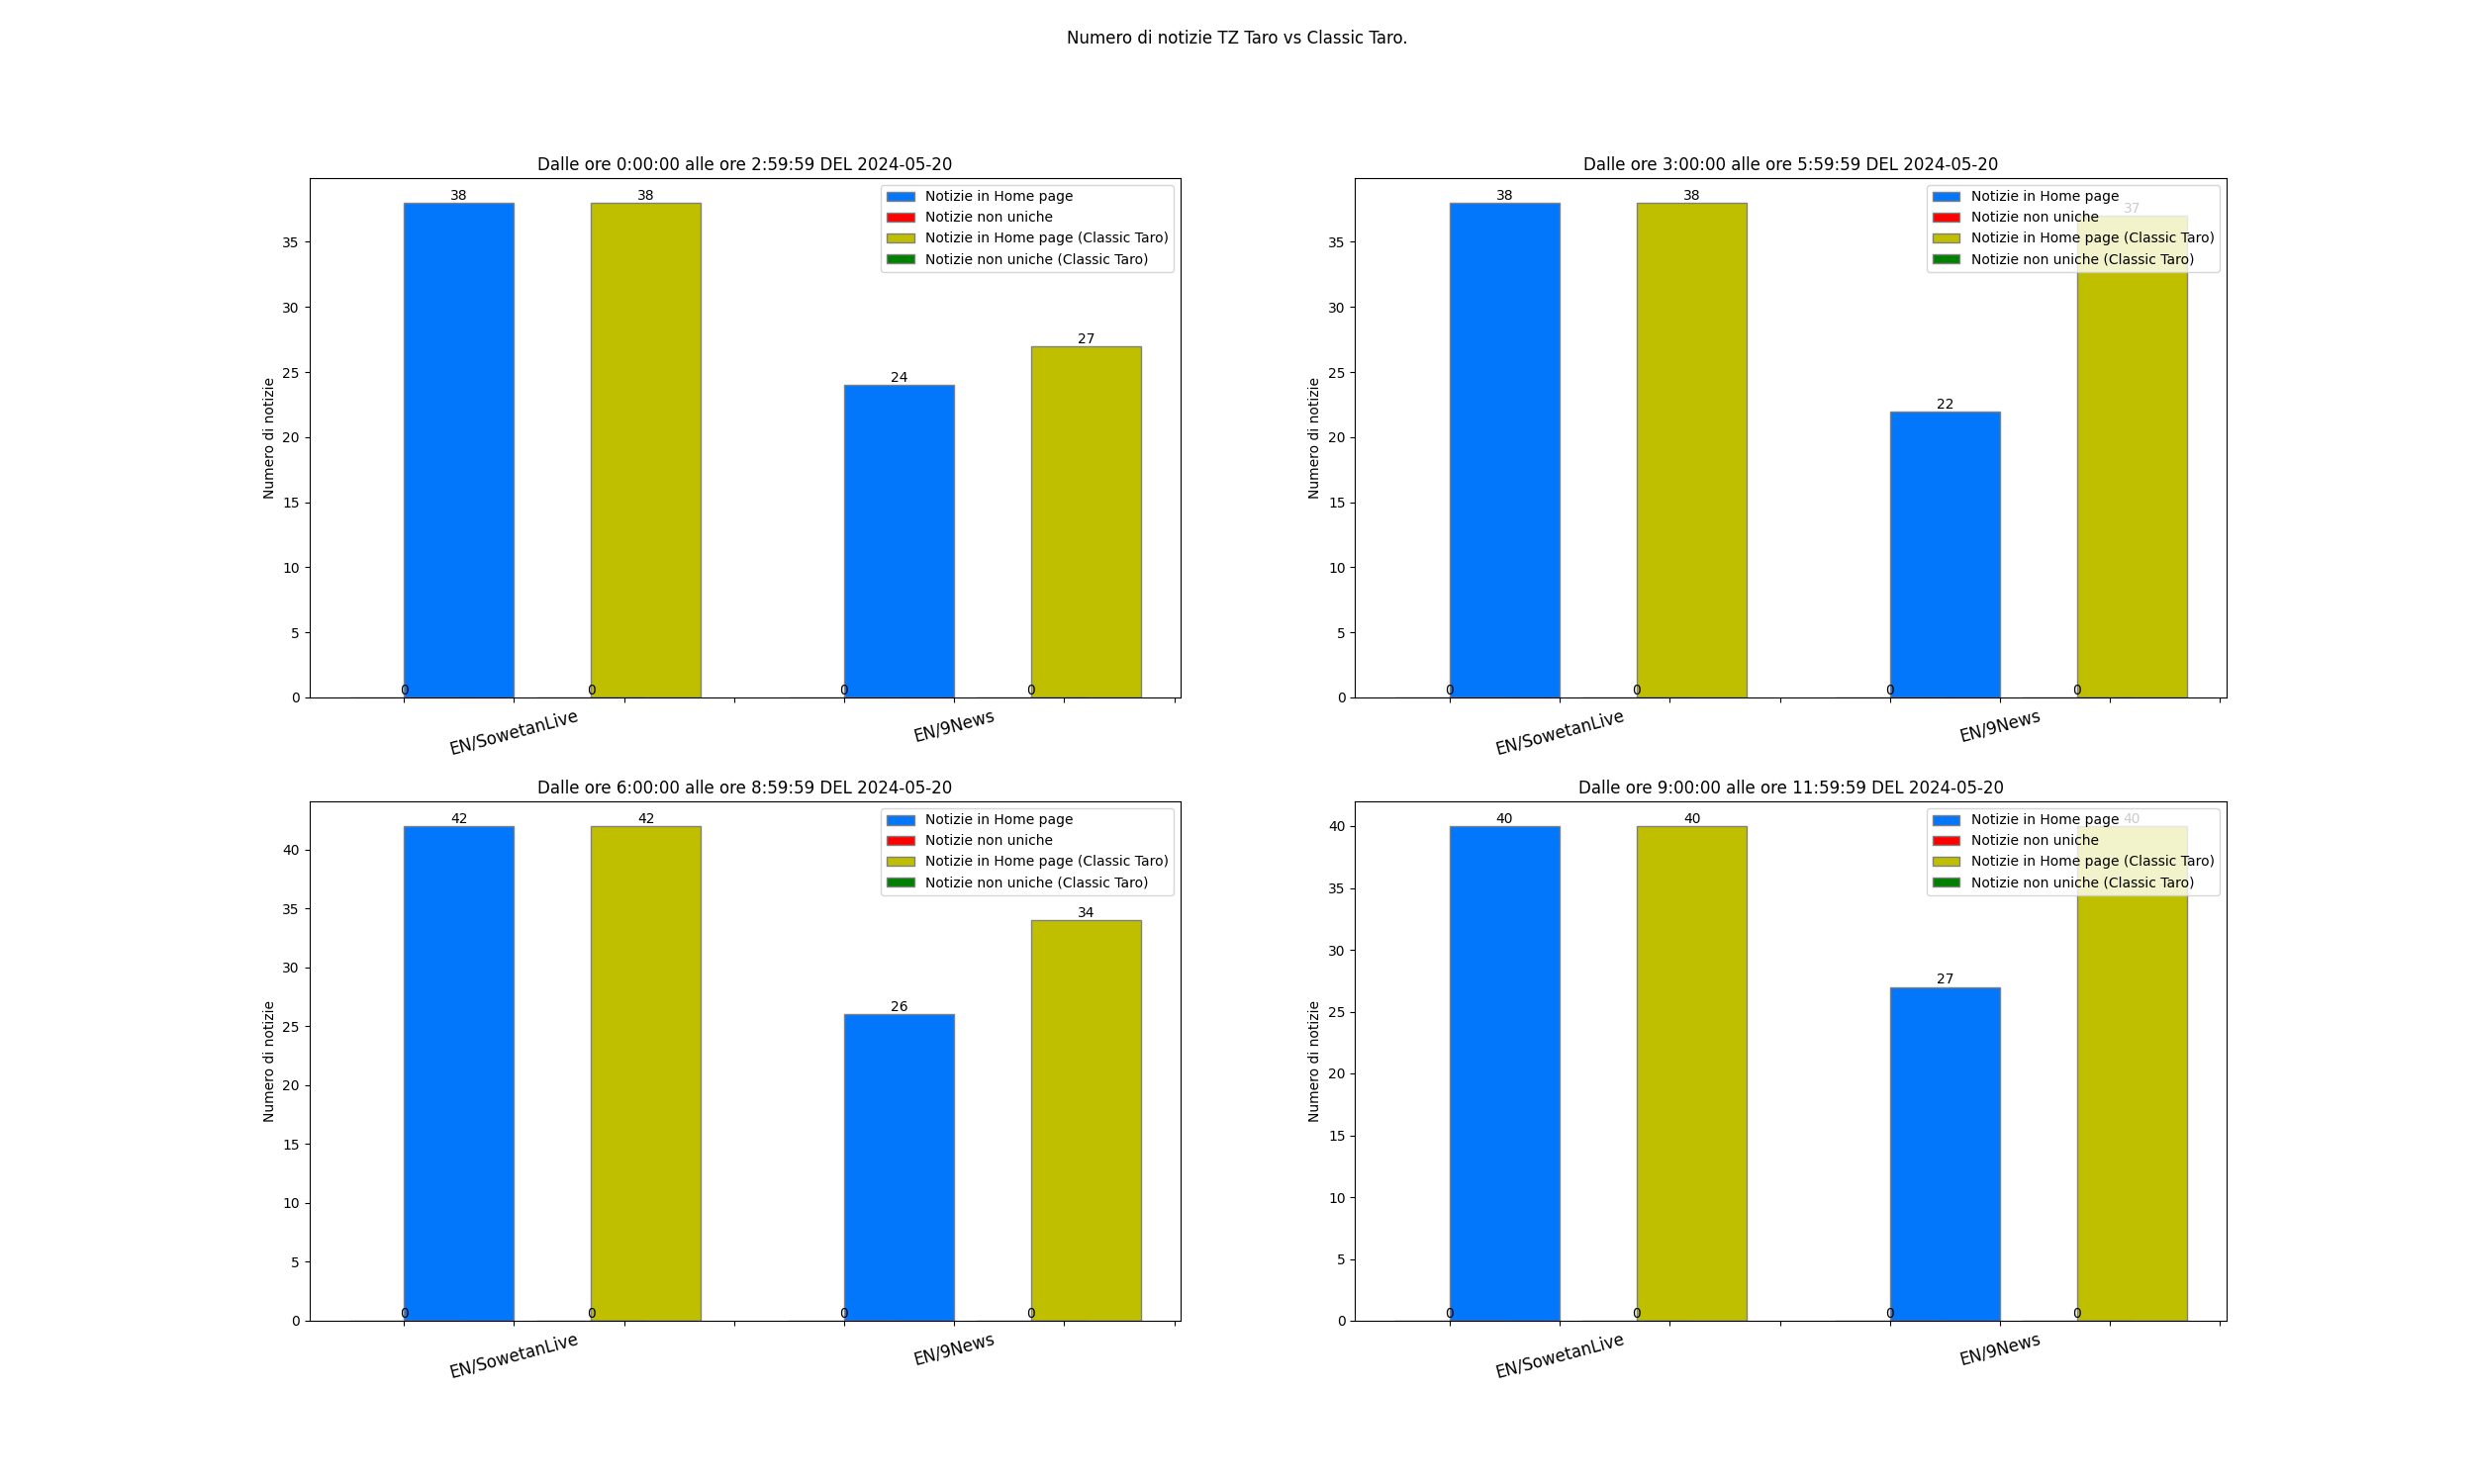 Numero di notizie TZ Taro vs Classic Taro.
Dalle ore 0:00:00 alle ore 2:59:59 DEL 2024-05-20
38
38
24
27
0
0
0
0
Notizie in Home page
Notizie non uniche
Notizie in Home page (Classic Taro)
Notizie non uniche (Classic Taro)
Numero di notizie
35
30
25
20
15
10
5
0
EN/SowetanLive
EN/9News
Dalle ore 3:00:00 alle ore 5:59:59 DEL 2024-05-20
38
38
22
37
0
0
0
0
Notizie in Home page
Notizie non uniche
Notizie in Home page (Classic Taro)
Notizie non uniche (Classic Taro)
Numero di notizie
35
30
25
20
15
10
5
0
EN/SowetanLive
EN/9News
Dalle ore 6:00:00 alle ore 8:59:59 DEL 2024-05-20
42
42
26
34
0
0
0
0
Notizie in Home page
Notizie non uniche
Notizie in Home page (Classic Taro)
Notizie non uniche (Classic Taro)
Numero di notizie
40
35
30
25
20
15
10
5
0
EN/SowetanLive
EN/9News
Dalle ore 9:00:00 alle ore 11:59:59 DEL 2024-05-20
40
40
27
40
0
0
0
0
Notizie in Home page
Notizie non uniche
Notizie in Home page (Classic Taro)
Notizie non uniche (Classic Taro)
Numero di notizie
40
35
30
25
20
15
10
5
0
EN/SowetanLive
EN/9News